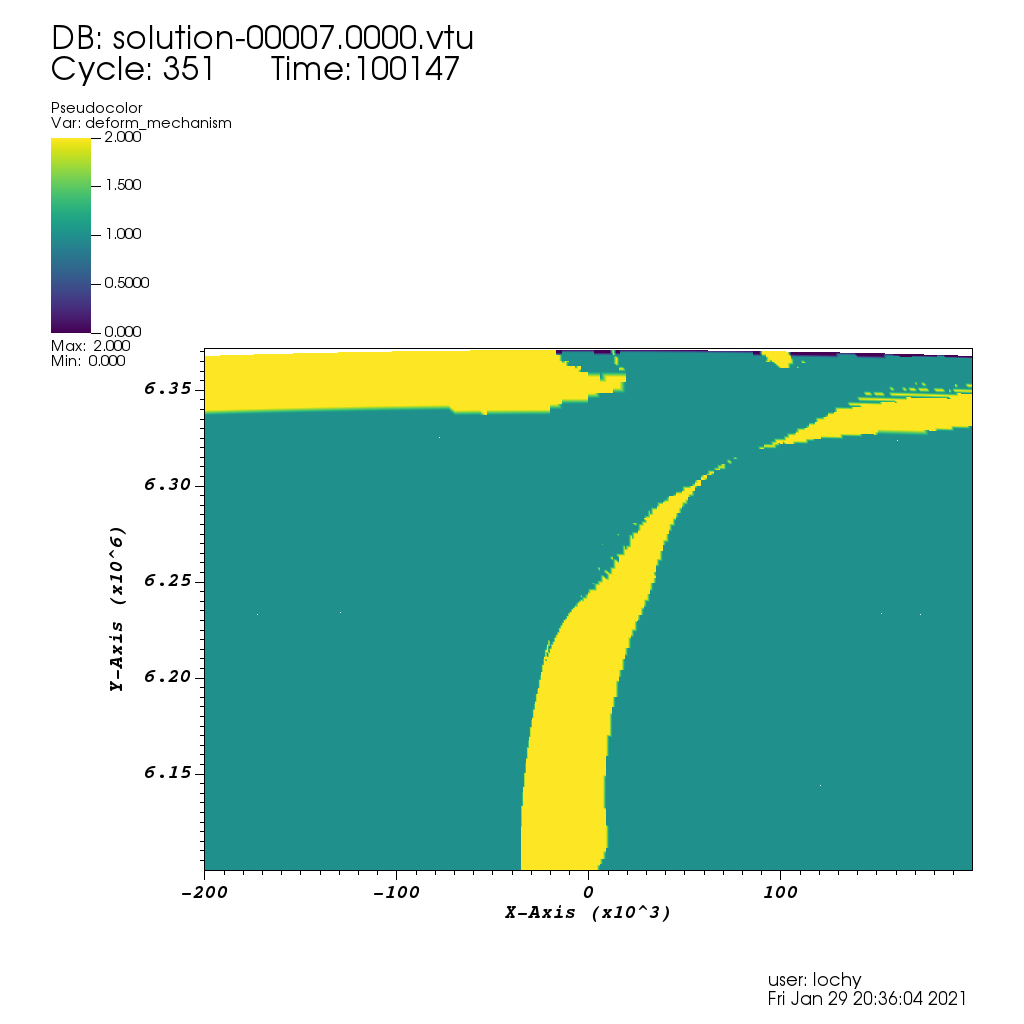 DB: solution-00007.0000.vtu
Cycle: 351 Time:100147
Pseudocolor
Var: deform_mechanism
2.000
1.500
1.000
0.5000
0.000
Max: 2.000
Min: 0.000
6.35
6.30
6.25
6.20
6.15
Y-Axis (x10^6)
-200
-100
0
100
X-Axis (x10^3)
user: lochy
Fri Jan 29 20:36:04 2021